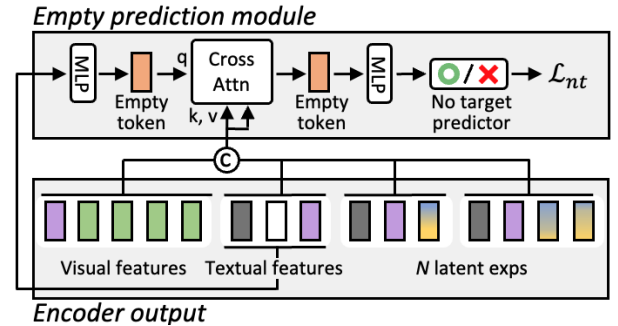 Empty prediction module
MLP
Empty token
q
Cross Attn
k, v
Empty token
MLP
O / X
No target predictor
ℒnt
C
Visual features
Textual features
N latent exps
Encoder output